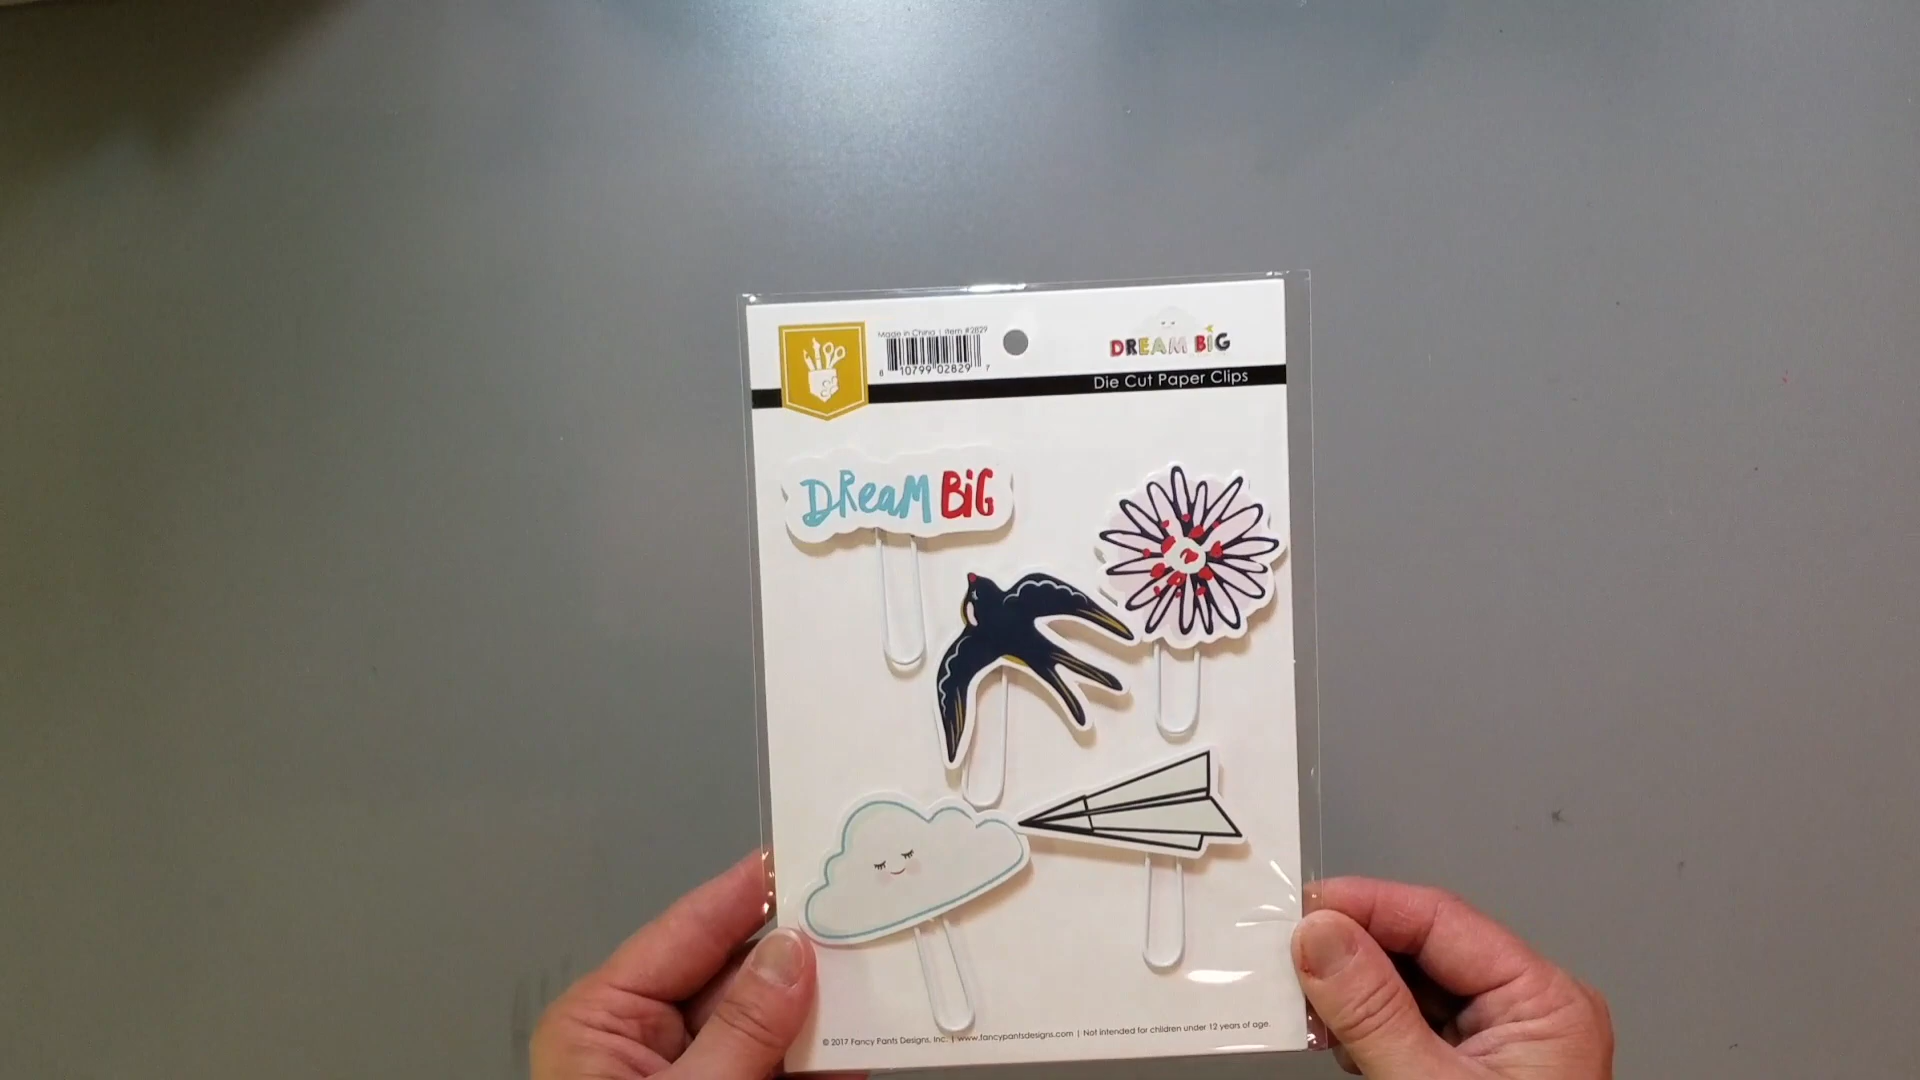 Made in China | Item #2829
8 10799 02829 7
DREAM BIG
Die Cut Paper Clips
DReaM BiG
© 2017 Fancy Pants Designs, Inc. | www.fancypantsdesigns.com | Not intended for children under 12 years of age.